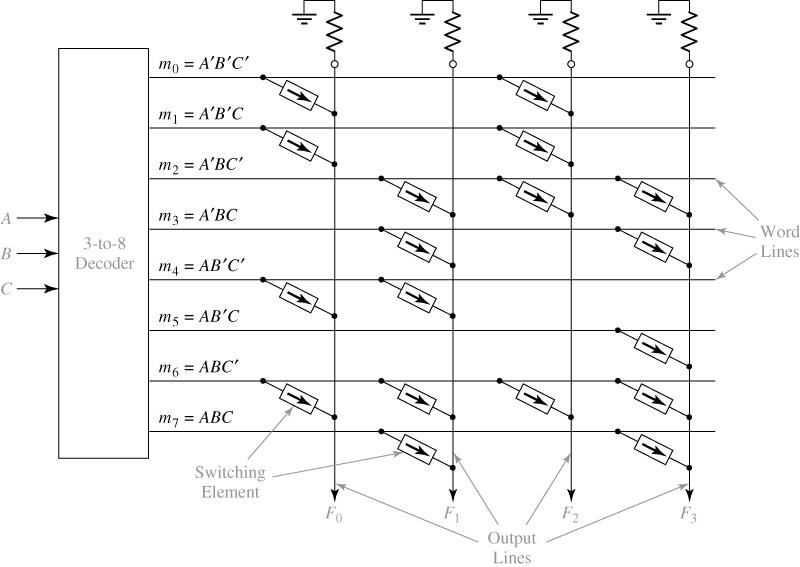 m₀ = A′B′C′
m₁ = A′B′C
m₂ = A′BC′
m₃ = A′BC
m₄ = AB′C′
m₅ = AB′C
m₆ = ABC′
m₇ = ABC
A
B
C
3-to-8
Decoder
Word
Lines
Switching
Element
F₀
F₁
F₂
F₃
Output
Lines